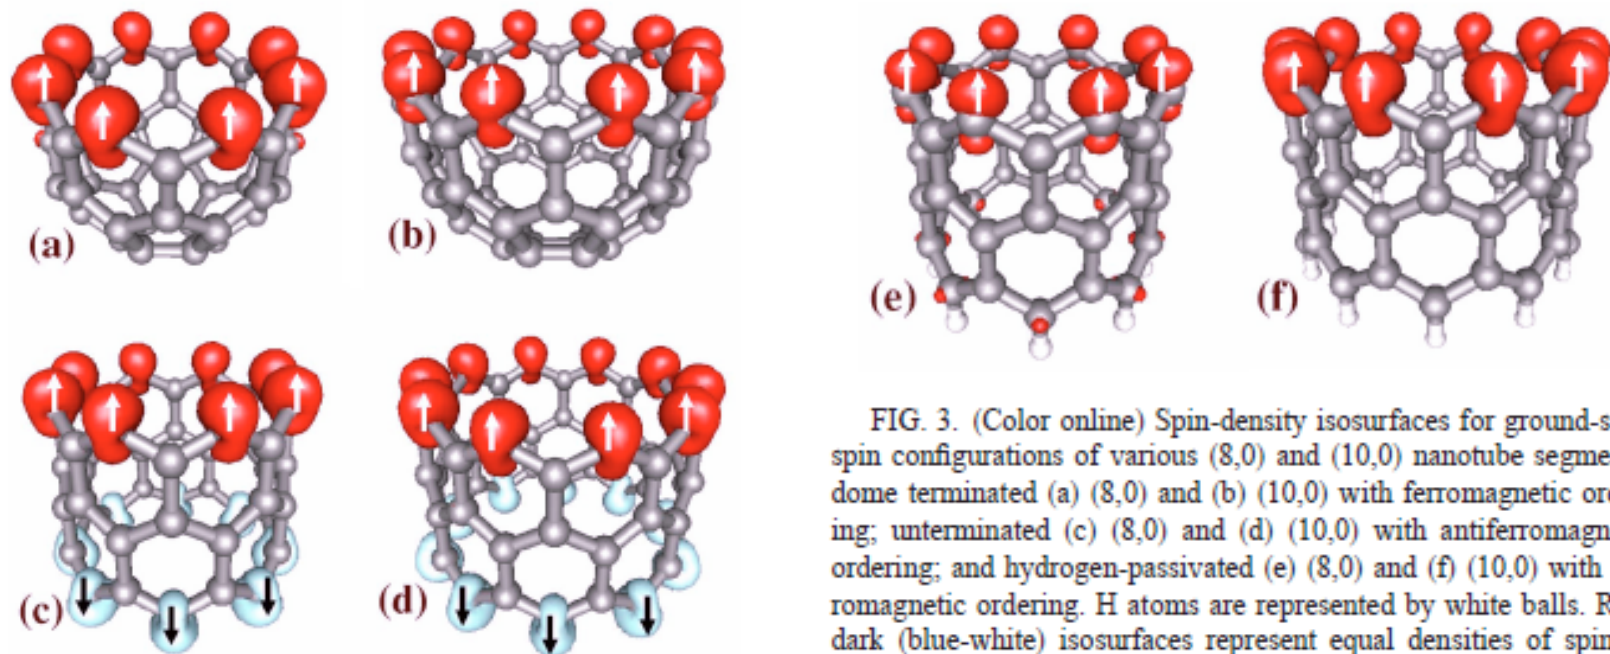 (a)
(b)
(c)
(d)
(e)
(f)
FIG. 3. (Color online) Spin-density isosurfaces for ground-s
spin configurations of various (8,0) and (10,0) nanotube segme
dome terminated (a) (8,0) and (b) (10,0) with ferromagnetic or
ing; unterminated (c) (8,0) and (d) (10,0) with antiferromagn
ordering; and hydrogen-passivated (e) (8,0) and (f) (10,0) with
romagnetic ordering. H atoms are represented by white balls. R
dark (blue-white) isosurfaces represent equal densities of spin